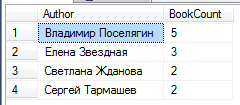 Author BookCount
1 Владимир Поселягин 5
2 Елена Звездная 3
3 Светлана Жданова 2
4 Сергей Тармашев 2